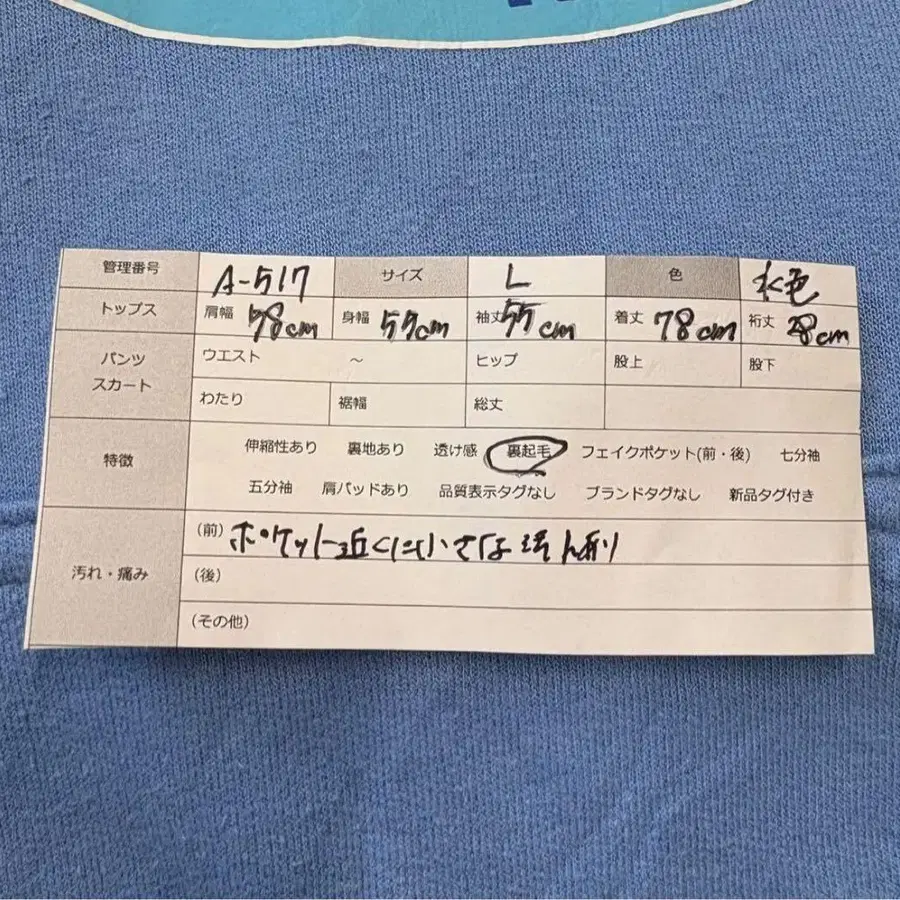 管理番号 A-517 サイズ L 色 水色
トップス 肩幅 58cm 身幅 57cm 袖丈 55cm 着丈 78cm 裄丈 cm
パンツ スカート ウエスト ～ ヒップ 股上 股下
わたり 裾幅 総丈
特徴 伸縮性あり 裏地あり 透け感 裏起毛 フェイクポケット(前・後) 七分袖
五分袖 肩パッドあり 品質表示タグなし ブランドタグなし 新品タグ付き
汚れ・痛み (前) ポケット近くに小さな
(後)
(その他)